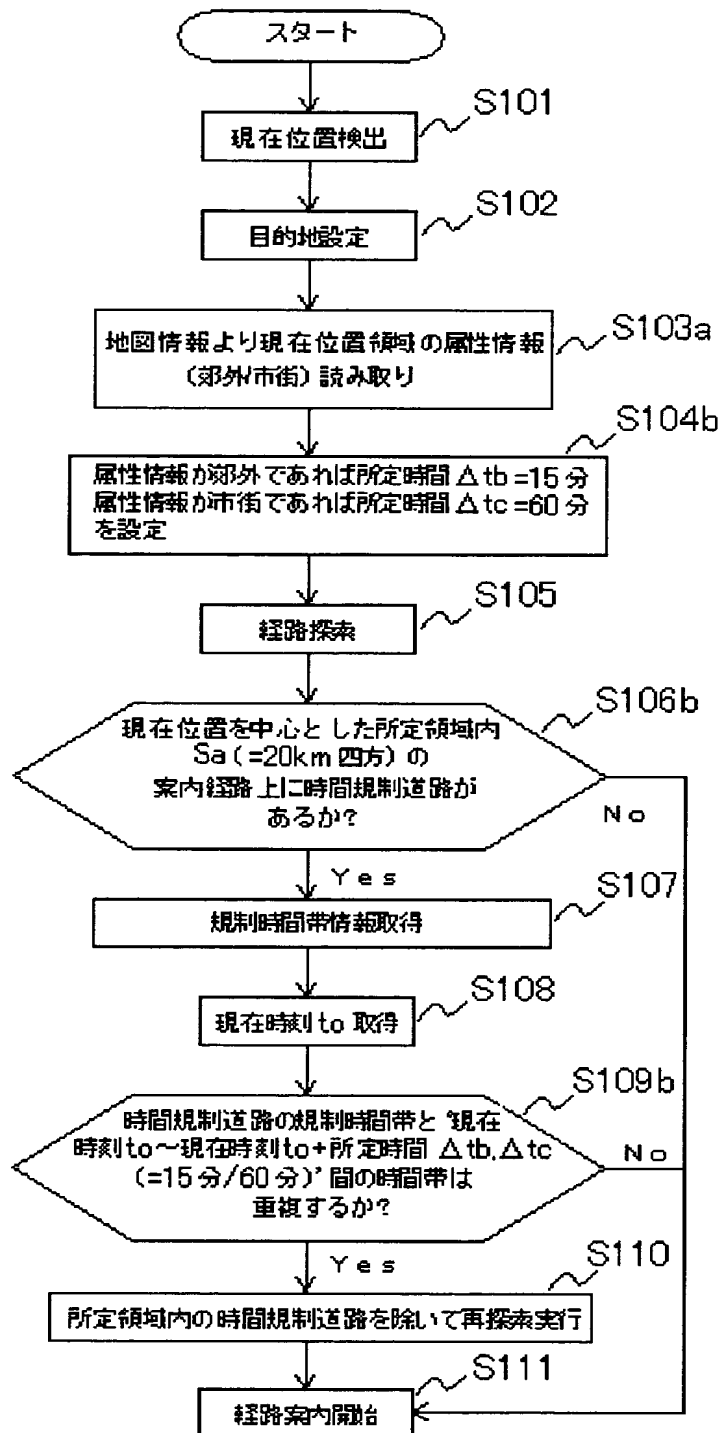 スタート
S101
現在位置検出
S102
目的地設定
S103a
地図情報より現在位置領域の属性情報
(郊外/市街)読み取り
S104b
属性情報が郊外であれば所定時間Δtb=15分
属性情報が市街であれば所定時間Δtc=60分
を設定
S105
経路探索
S106b
現在位置を中心とした所定領域内
Sa(=20km四方)の
案内経路上に時間規制道路が
あるか?
No
Yes
S107
規制時間帯情報取得
S108
現在時刻to取得
S109b
時間規制道路の規制時間帯と"現在
時刻to~現在時刻to+所定時間Δtb,Δtc
(=15分/60分)"間の時間帯は
重複するか?
No
Yes
S110
所定領域内の時間規制道路を除いて再探索実行
S111
経路案内開始